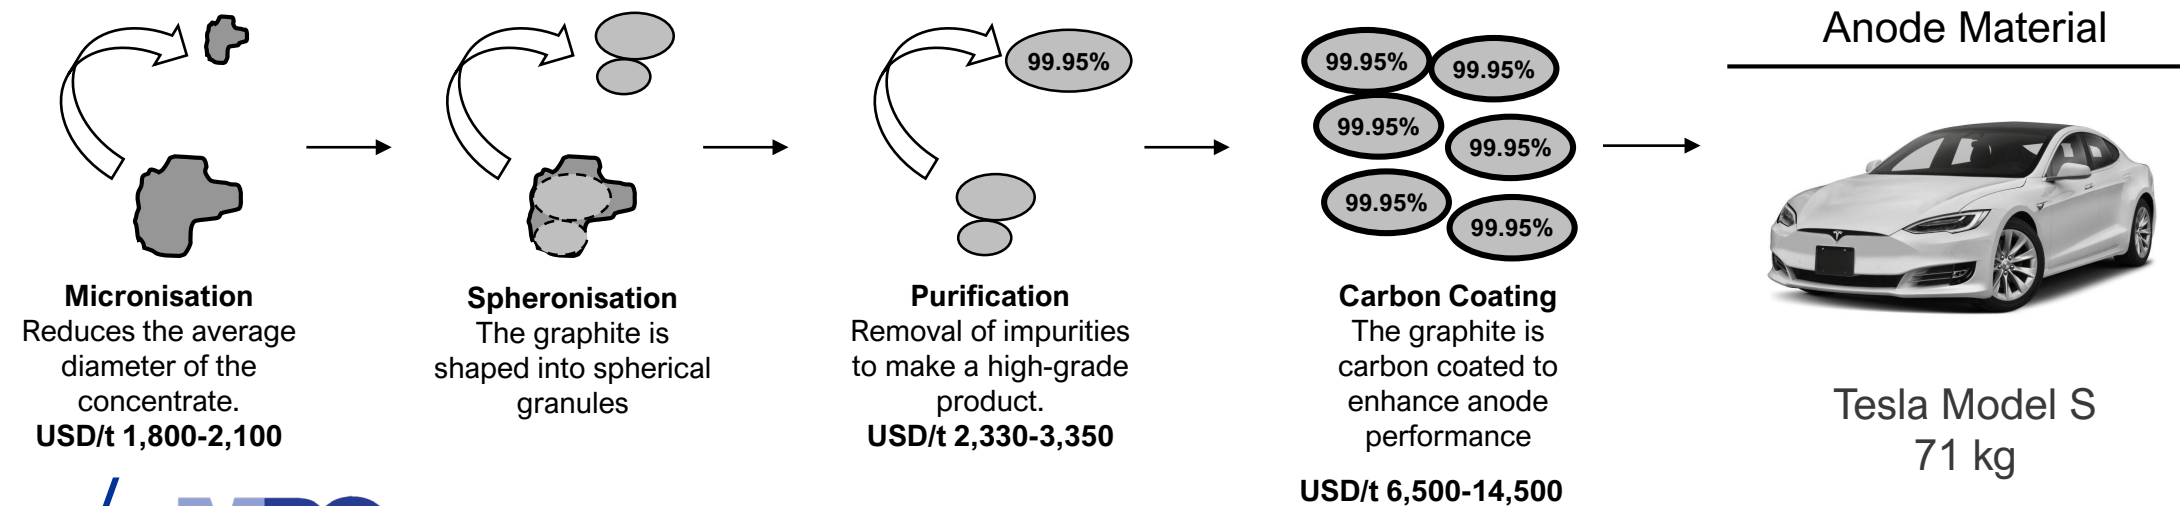 99.95%
99.95%
99.95%
99.95%
99.95%
99.95%
99.95%
Micronisation
Reduces the average
diameter of the
concentrate.
USD/t 1,800-2,100
Spheronisation
The graphite is
shaped into spherical
granules
Purification
Removal of impurities
to make a high-grade
product.
USD/t 2,330-3,350
Carbon Coating
The graphite is
carbon coated to
enhance anode
performance
USD/t 6,500-14,500
Anode Material
Tesla Model S
71 kg